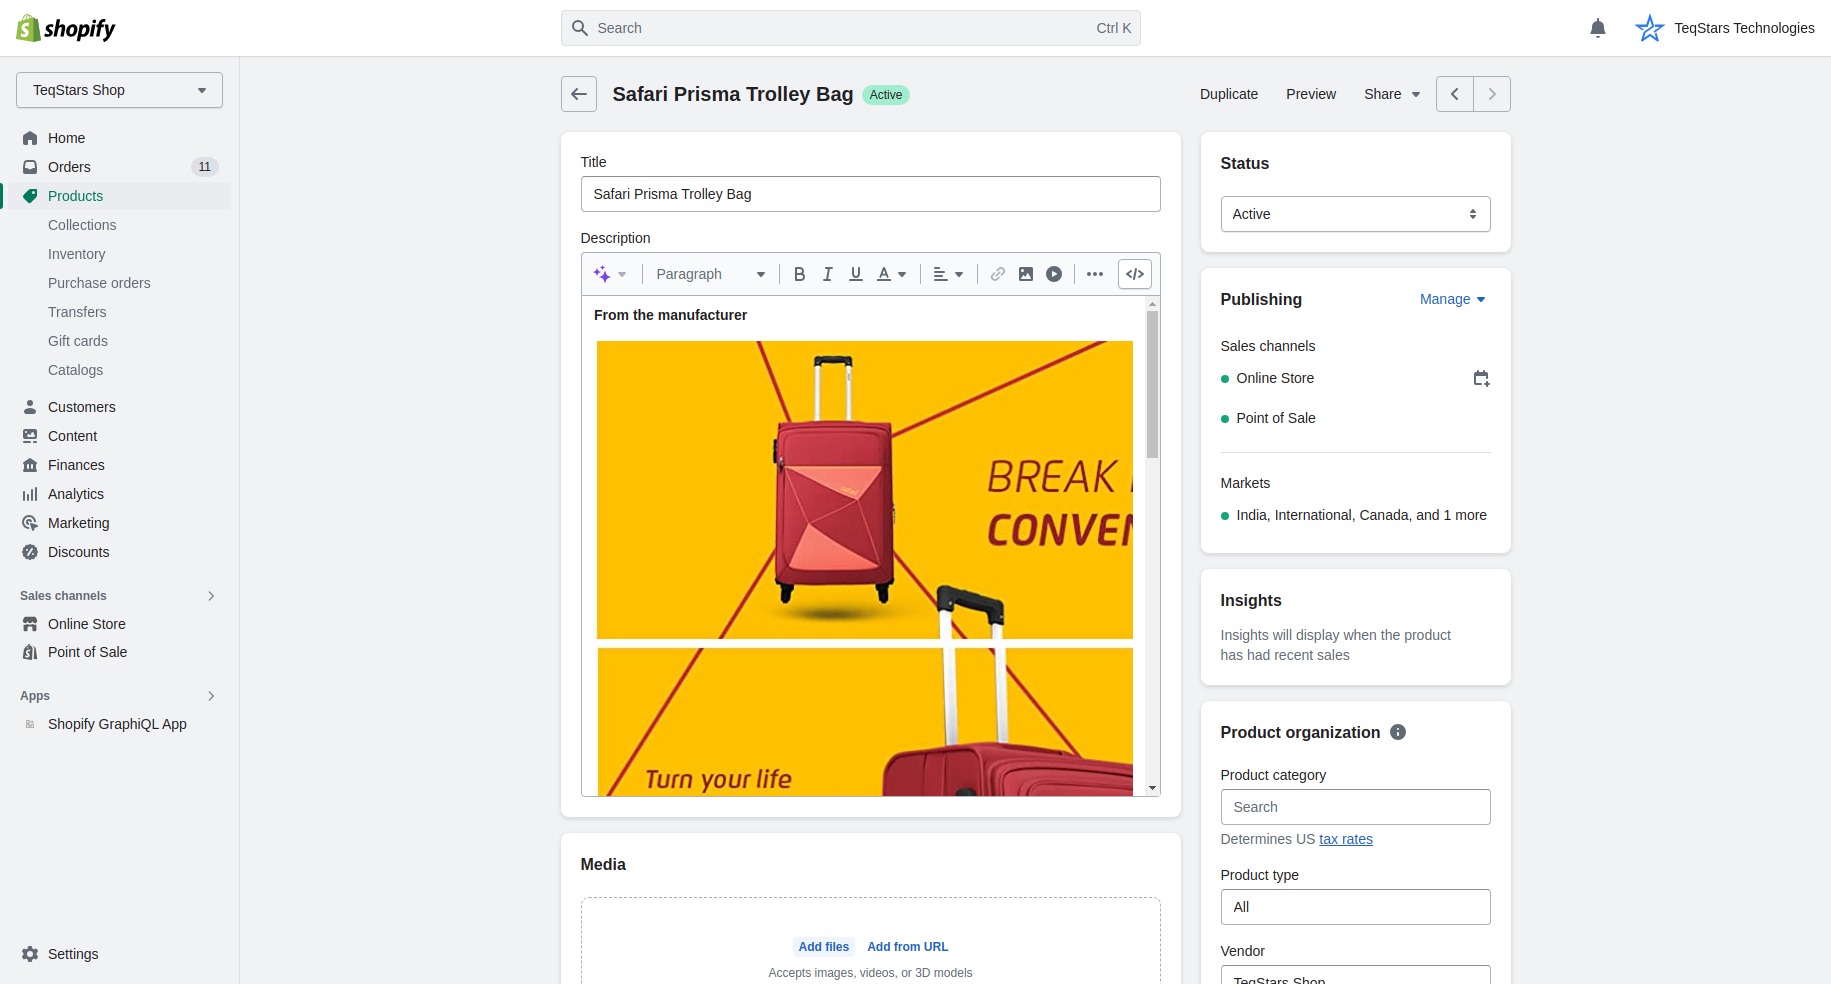 shopify
Search
Ctrl K
TeqStars Technologies
TeqStars Shop
Home
Orders
11
Products
Collections
Inventory
Purchase orders
Transfers
Gift cards
Catalogs
Customers
Content
Finances
Analytics
Marketing
Discounts
Sales channels
Online Store
Point of Sale
Apps
Shopify GraphiQL App
Settings
Safari Prisma Trolley Bag
Active
Duplicate
Preview
Share
Title
Safari Prisma Trolley Bag
Description
Paragraph
B I U A
</>
From the manufacturer
BREAK
CONVEN
Turn your life
Media
Add files
Add from URL
Accepts images, videos, or 3D models
Status
Active
Publishing
Manage
Sales channels
Online Store
Point of Sale
Markets
India, International, Canada, and 1 more
Insights
Insights will display when the product
has had recent sales
Product organization
Product category
Search
Determines US tax rates
Product type
All
Vendor
TeqStars Shop